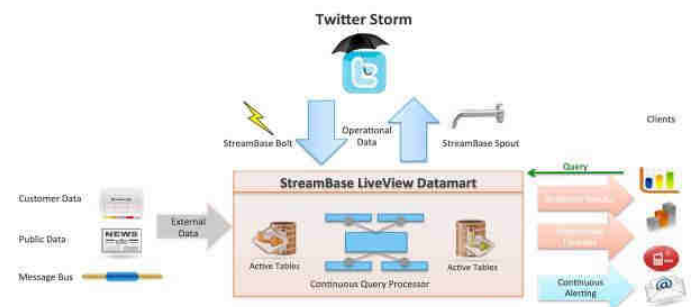 Twitter Storm
StreamBase Bolt
Operational
Data
StreamBase Spout
Clients
Query
StreamBase LiveView Datamart
Customer Data
Public Data
Message Bus
NEWS
External
Data
Active Tables
Continuous Query Processor
Active Tables
Continuous
Alerting